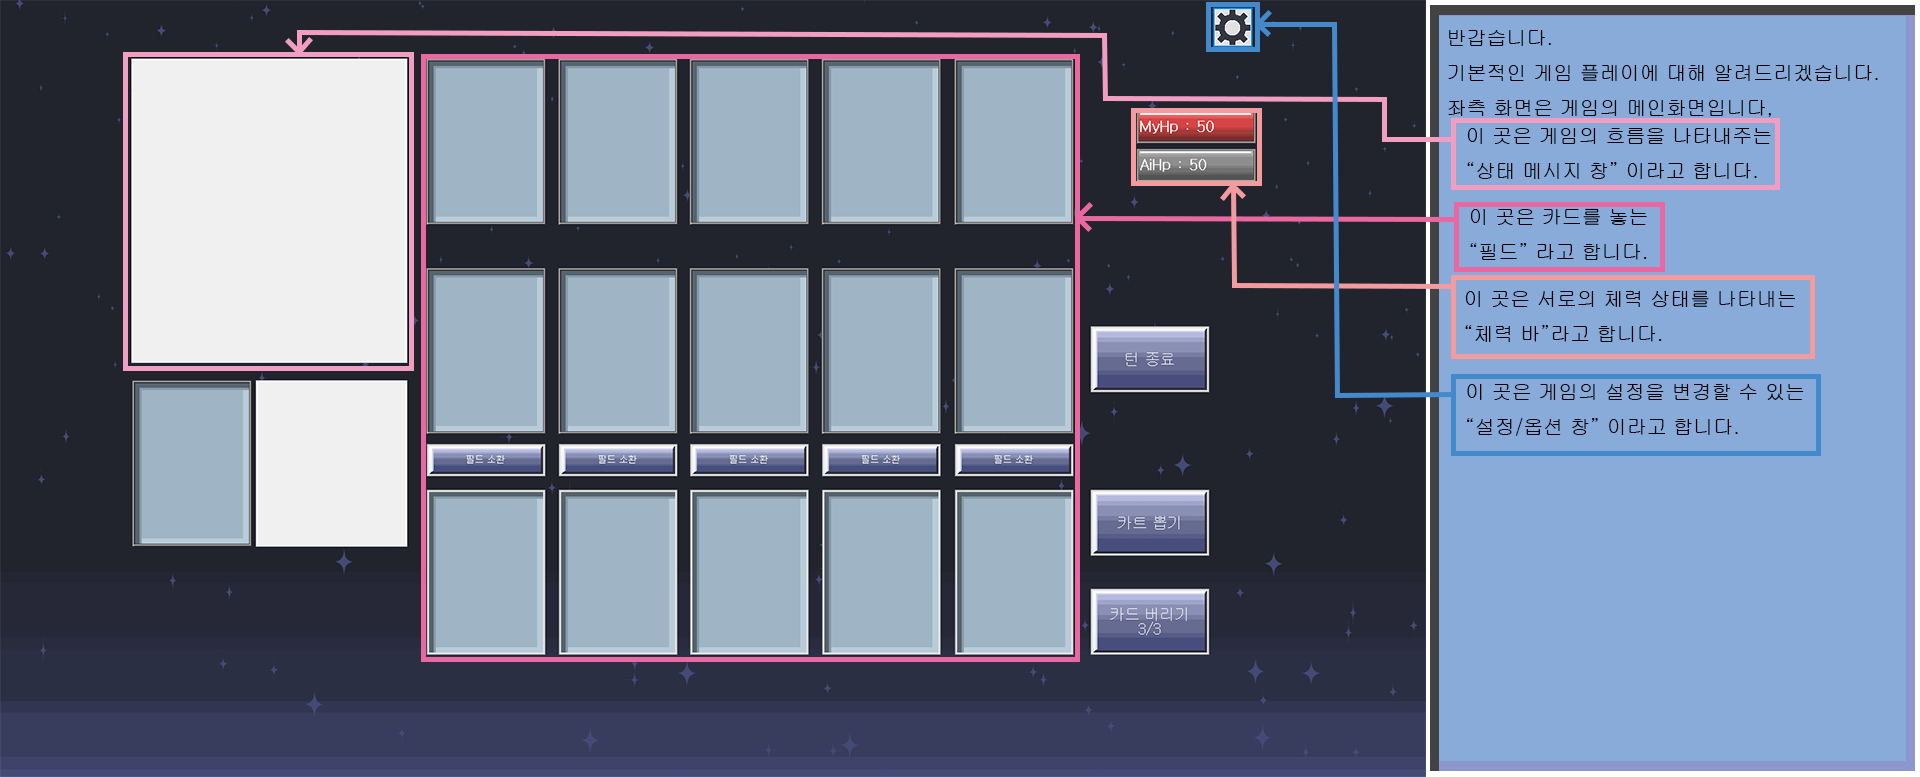 MyHp : 50
AiHp : 50
턴 종료
필드 소환
필드 소환
필드 소환
필드 소환
필드 소환
카트 뽑기
카드 버리기
3/3
반갑습니다.
기본적인 게임 플레이에 대해 알려드리겠습니다.
좌측 화면은 게임의 메인화면입니다,
이 곳은 게임의 흐름을 나타내주는
“상태 메시지 창” 이라고 합니다.
이 곳은 카드를 놓는
“필드” 라고 합니다.
이 곳은 서로의 체력 상태를 나타내는
“체력 바”라고 합니다.
이 곳은 게임의 설정을 변경할 수 있는
“설정/옵션 창” 이라고 합니다.